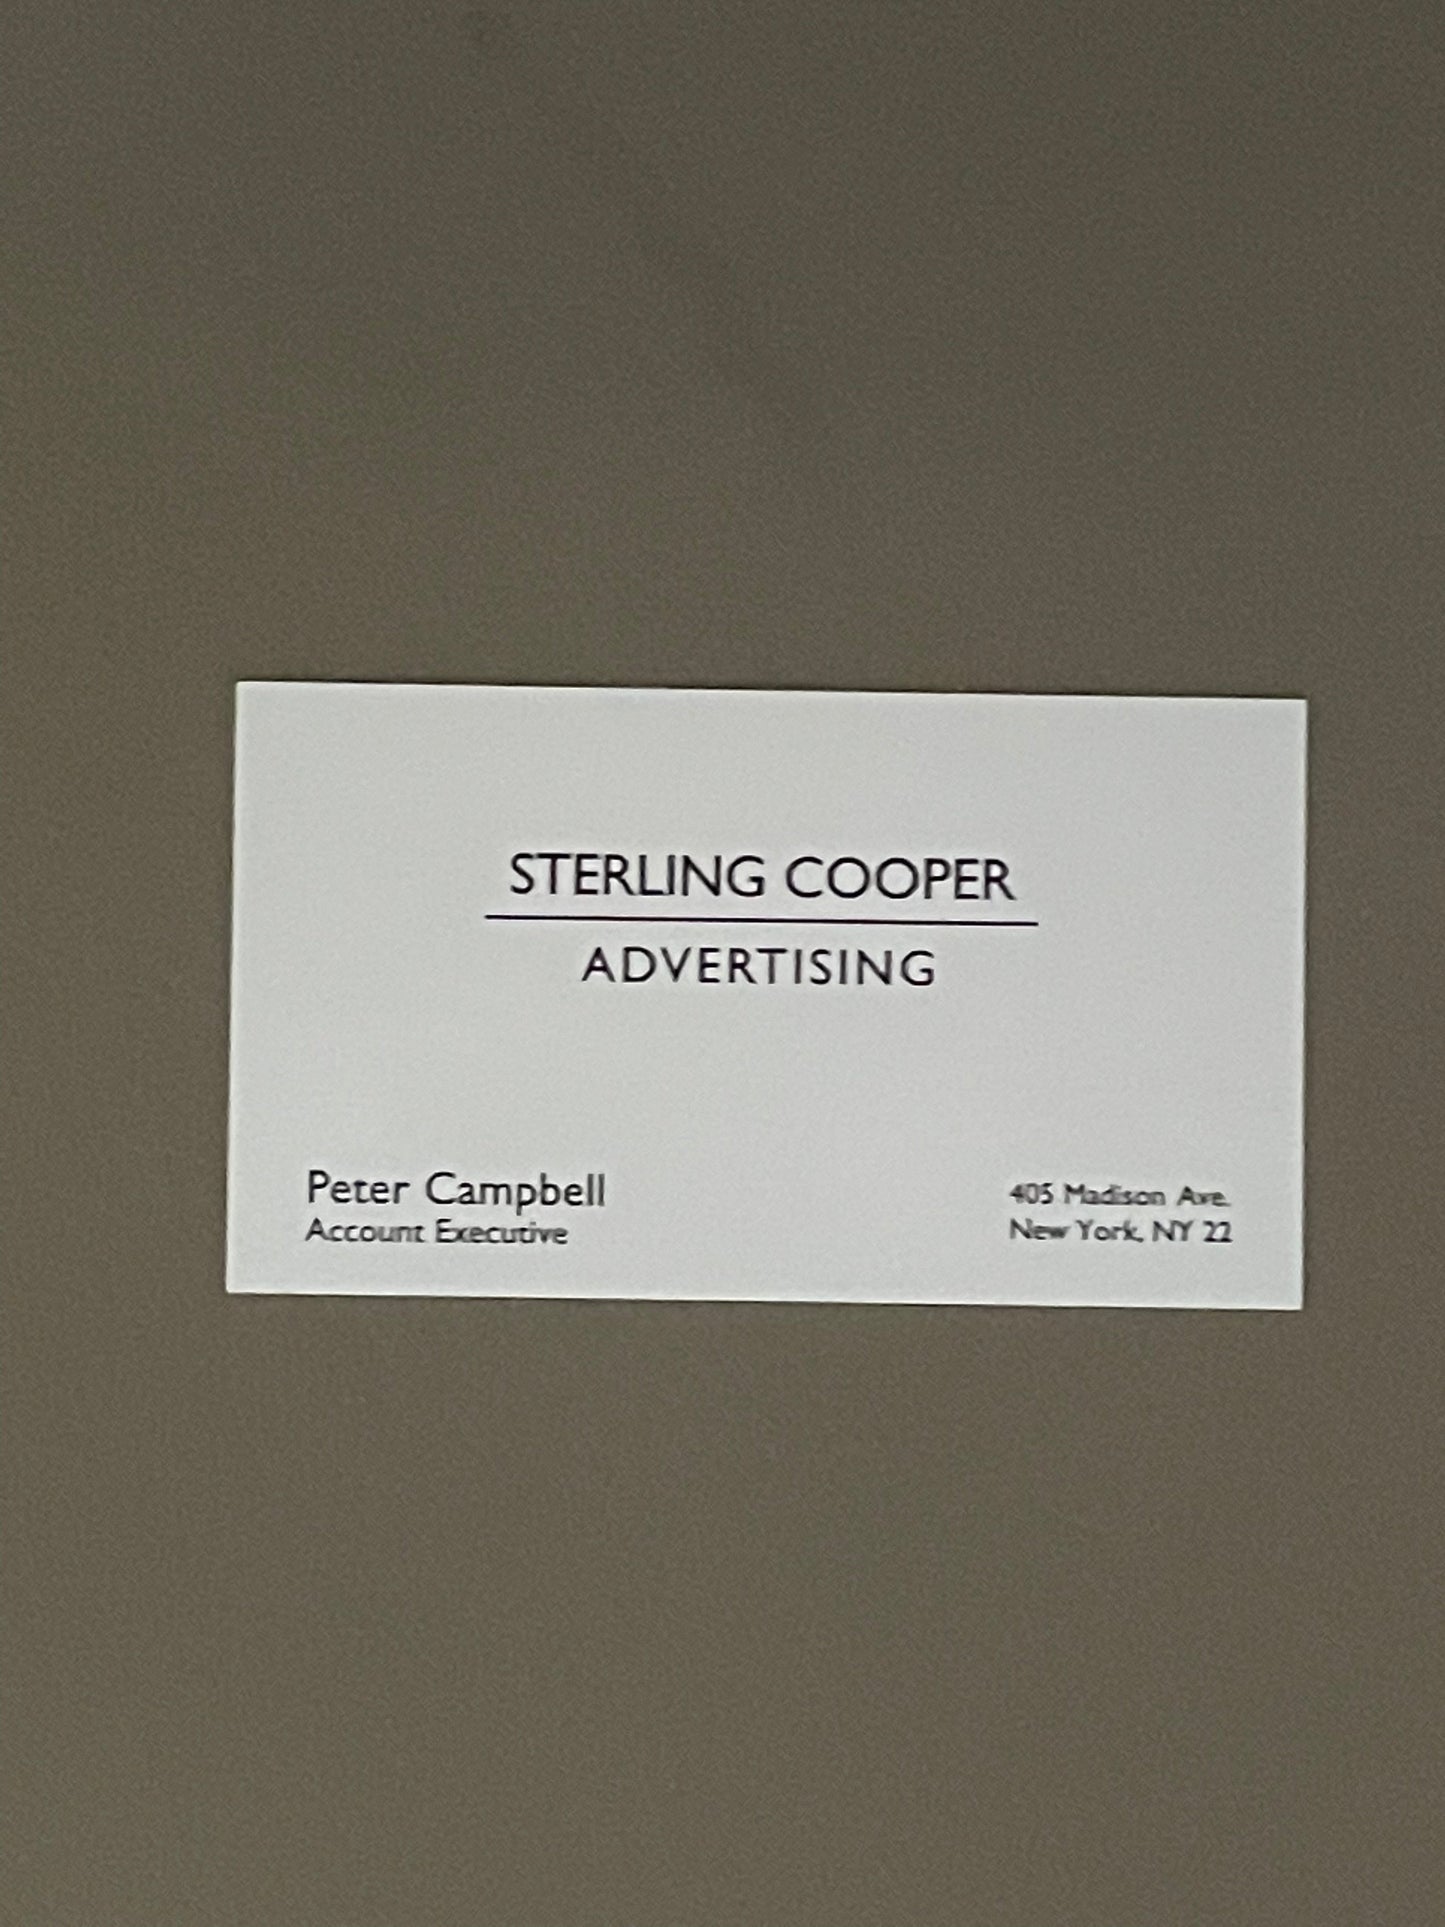 STERLING COOPER
ADVERTISING
Peter Campbell
Account Executive
405 Madison Ave.
New York, NY 22